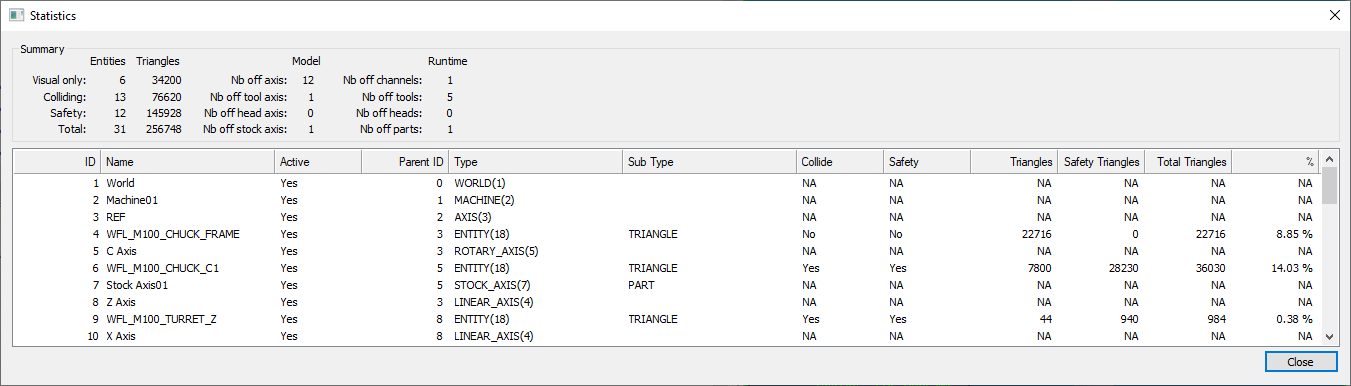 Statistics
Summary
Entities Triangles Model Runtime
Visual only: 6 34200 Nb off axis: 12 Nb off channels: 1
Colliding: 13 76620 Nb off tool axis: 1 Nb off tools: 5
Safety: 12 145928 Nb off head axis: 0 Nb off heads: 0
Total: 31 256748 Nb off stock axis: 1 Nb off parts: 1
ID Name Active Parent ID Type Sub Type Collide Safety Triangles Safety Triangles Total Triangles %
1 World Yes 0 WORLD(1) NA NA NA NA NA NA
2 Machine01 Yes 1 MACHINE(2) NA NA NA NA NA NA
3 REF Yes 2 AXIS(3) NA NA NA NA NA NA
4 WFL_M100_CHUCK_FRAME Yes 3 ENTITY(18) TRIANGLE No No 22716 0 22716 8.85 %
5 C Axis Yes 3 ROTARY_AXIS(5) NA NA NA NA NA NA
6 WFL_M100_CHUCK_C1 Yes 5 ENTITY(18) TRIANGLE Yes Yes 7800 28230 36030 14.03 %
7 Stock Axis01 Yes 5 STOCK_AXIS(7) PART NA NA NA NA NA NA
8 Z Axis Yes 3 LINEAR_AXIS(4) NA NA NA NA NA NA
9 WFL_M100_TURRET_Z Yes 8 ENTITY(18) TRIANGLE Yes Yes 44 940 984 0.38 %
10 X Axis Yes 8 LINEAR_AXIS(4) NA NA NA NA NA NA
Close